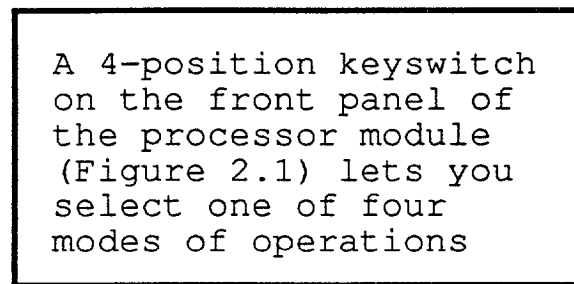 A 4-position keyswitch
on the front panel of
the processor module
(Figure 2.1) lets you
select one of four
modes of operations